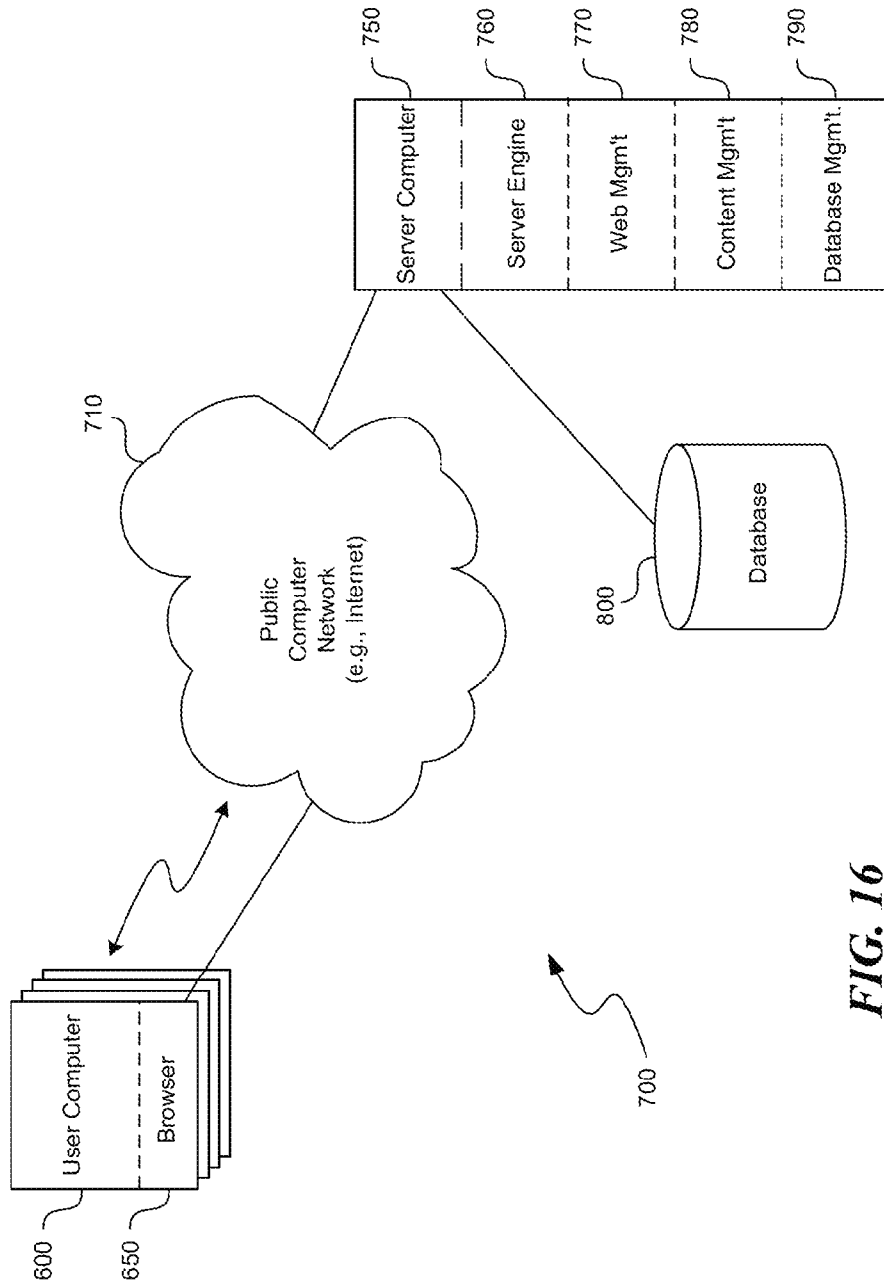 600
User Computer
650
Browser
710
Public
Computer
Network
(e.g., Internet)
700
Server Computer
750
Server Engine
760
Web Mgm't
770
Content Mgm't
780
Database Mgm't.
790
800
Database
FIG. 16